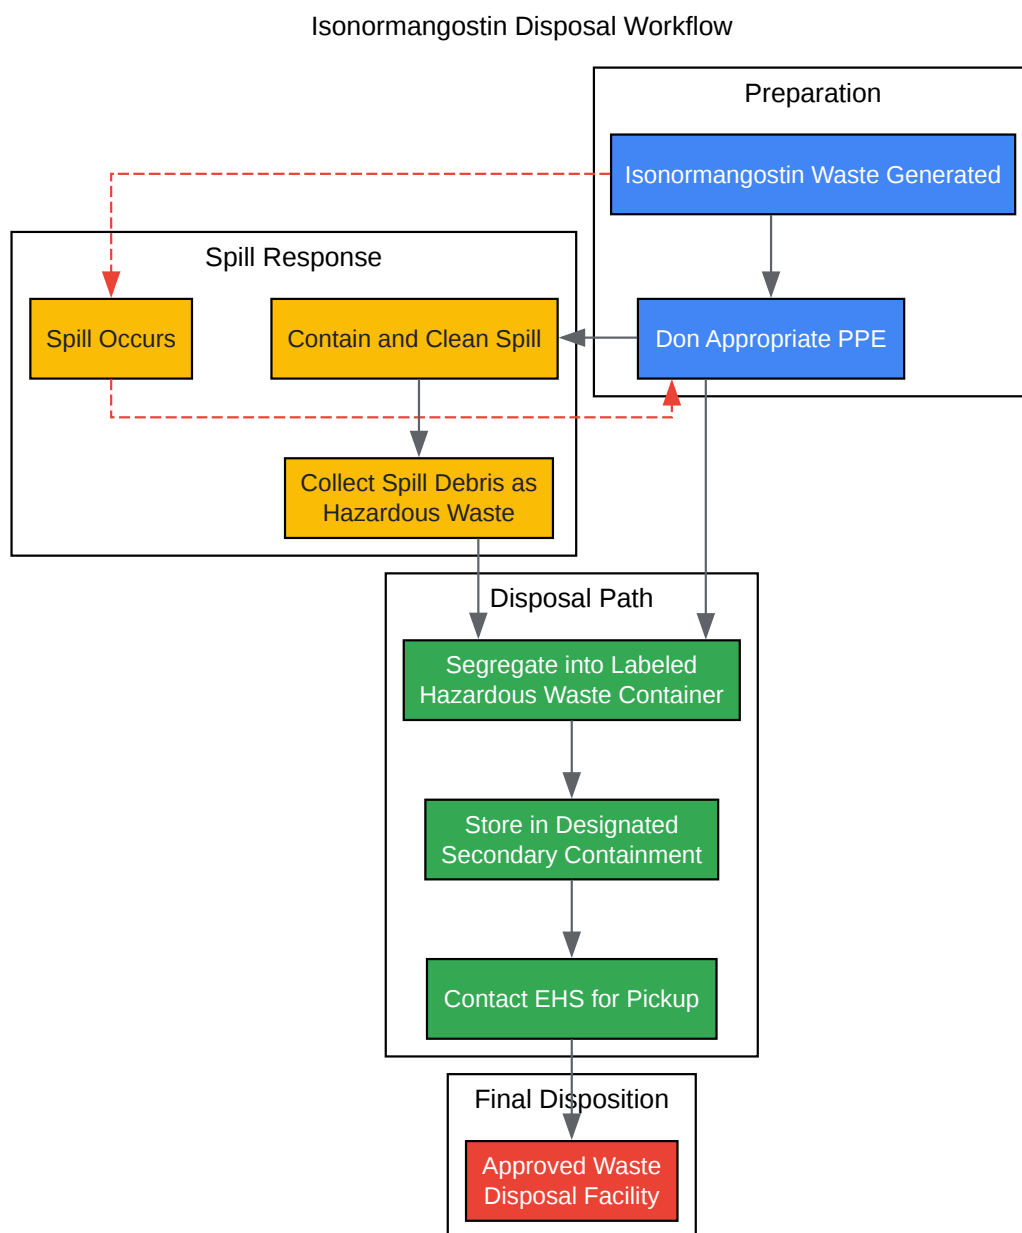 Isonormangostin Disposal Workflow
Preparation
Isonormangostin Waste Generated
Spill Response
Spill Occurs
Contain and Clean Spill
Don Appropriate PPE
Collect Spill Debris as
Hazardous Waste
Disposal Path
Segregate into Labeled
Hazardous Waste Container
Store in Designated
Secondary Containment
Contact EHS for Pickup
Final Disposition
Approved Waste
Disposal Facility